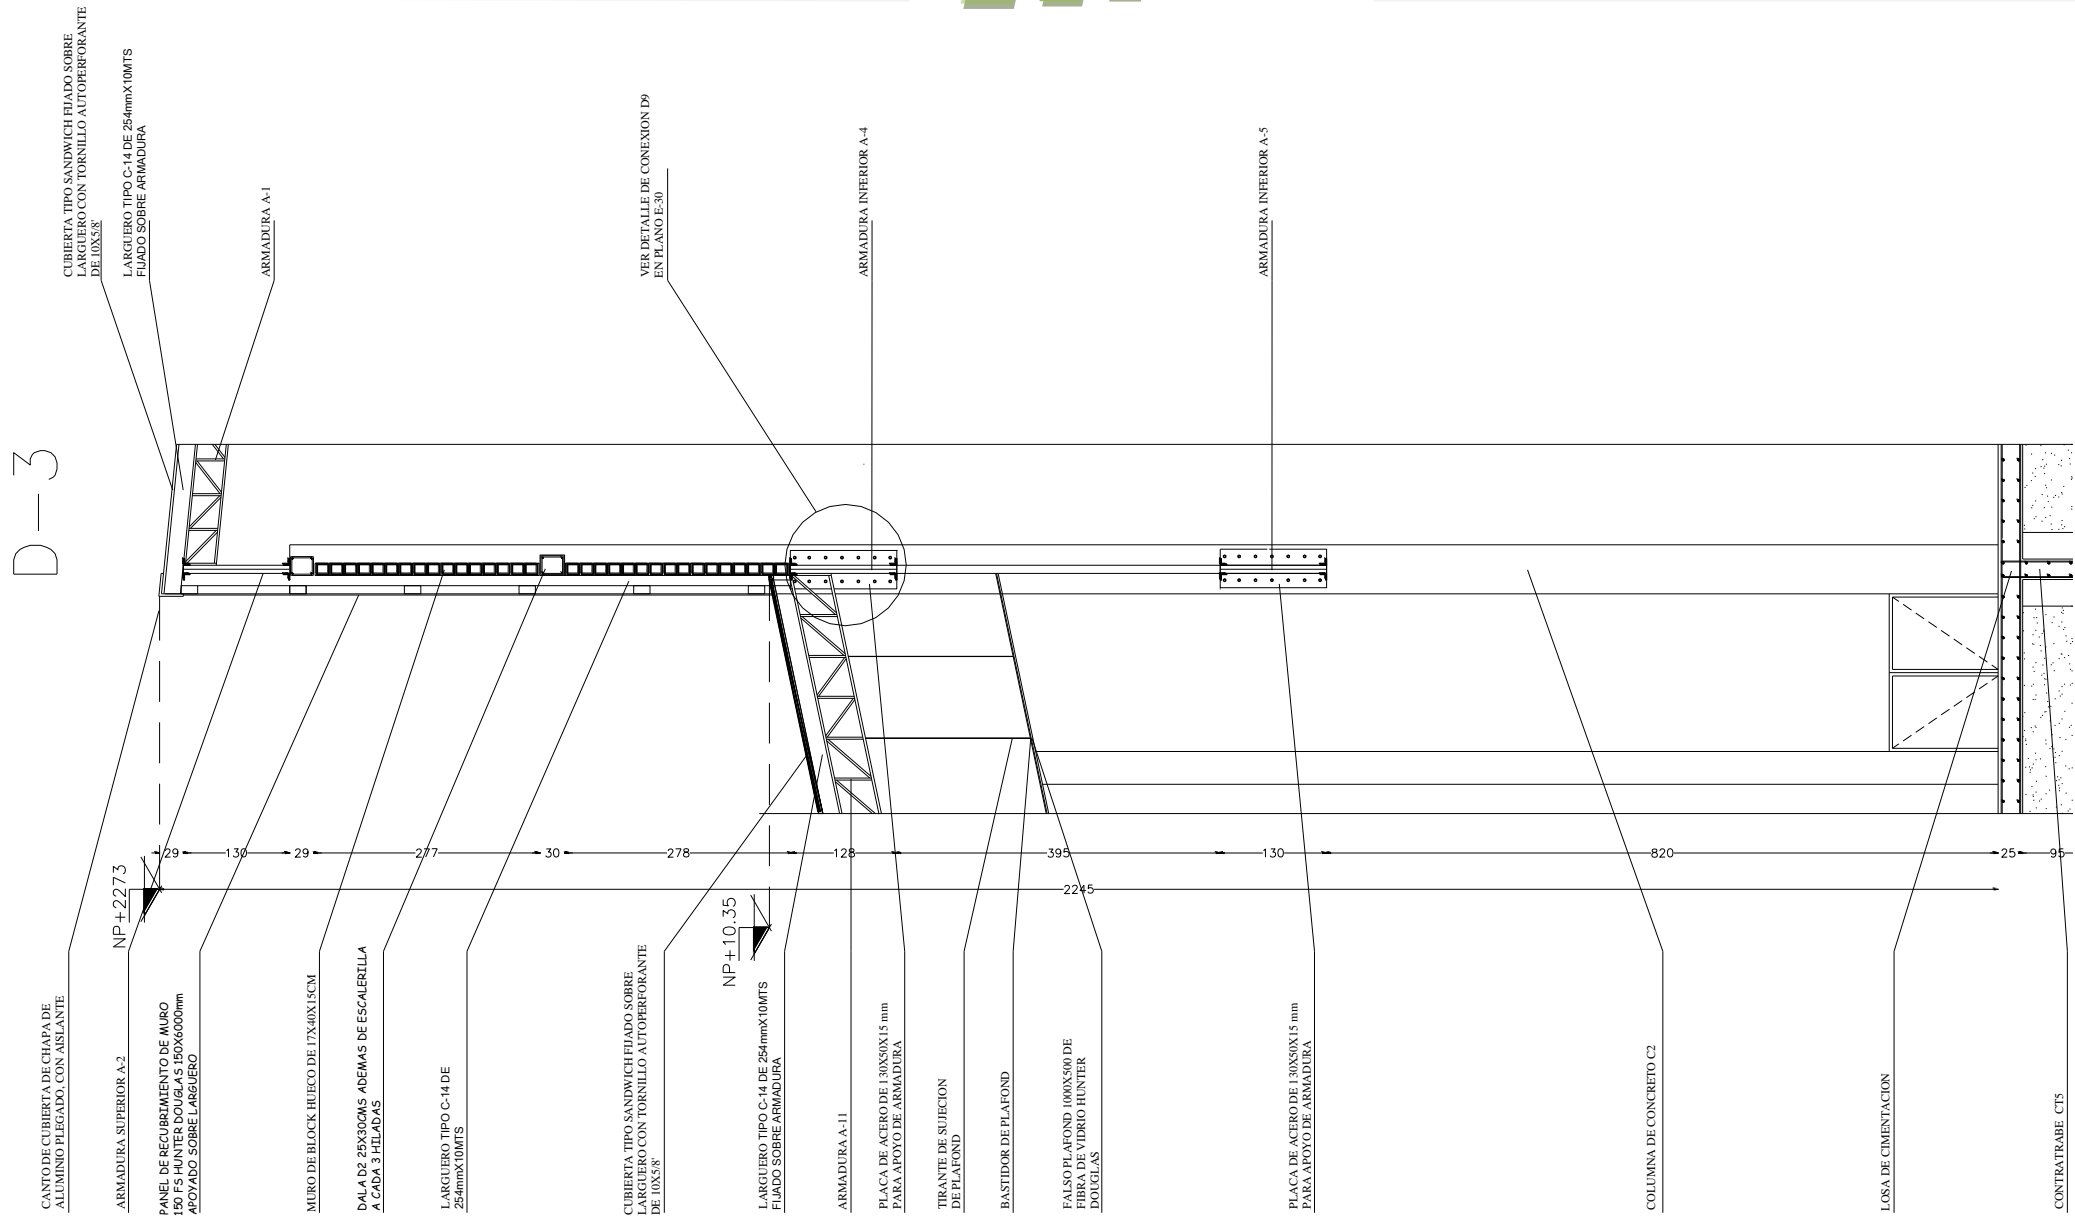 D-3
CUBIERTA TIPO SANDWICH FIJADO SOBRE
LARGUERO CON TORNILLO AUTOPERFORANTE
DE 10X5/8'
LARGUERO TIPO C-14 DE 254mmX10MTS
FIJADO SOBRE ARMADURA
ARMADURA A-1
VER DETALLE DE CONEXION D9
EN PLANO E-30
ARMADURA INFERIOR A-4
ARMADURA INFERIOR A-5
29
130
29
277
30
278
128
395
130
820
25
95
2245
NP+2273
NP+10.35
CANTO DE CUBIERTA DE CHAPA DE
ALUMINIO PLEGADO, CON AISLANTE
ARMADURA SUPERIOR A-2
PANEL DE RECUBRIMIENTO DE MURO
150 FS HUNTER DOUGLAS 150X6000mm
APOYADO SOBRE LARGUERO
MURO DE BLOCK HUECO DE 17X40X15CM
DALA D2 25X30CMS ADEMAS DE ESCALERILLA
A CADA 3 HILADAS
LARGUERO TIPO C-14 DE
254mmX10MTS
CUBIERTA TIPO SANDWICH FIJADO SOBRE
LARGUERO CON TORNILLO AUTOPERFORANTE
DE 10X5/8'
LARGUERO TIPO C-14 DE 254mmX10MTS
FIJADO SOBRE ARMADURA
ARMADURA A-11
PLACA DE ACERO DE 130X50X15 mm
PARA APOYO DE ARMADURA
TIRANTE DE SUJECION
DE PLAFOND
BASTIDOR DE PLAFOND
FALSO PLAFOND 1000X500 DE
FIBRA DE VIDRIO HUNTER
DOUGLAS
PLACA DE ACERO DE 130X50X15 mm
PARA APOYO DE ARMADURA
COLUMNA DE CONCRETO C2
LOSA DE CIMENTACION
CONTRATRABE CT5